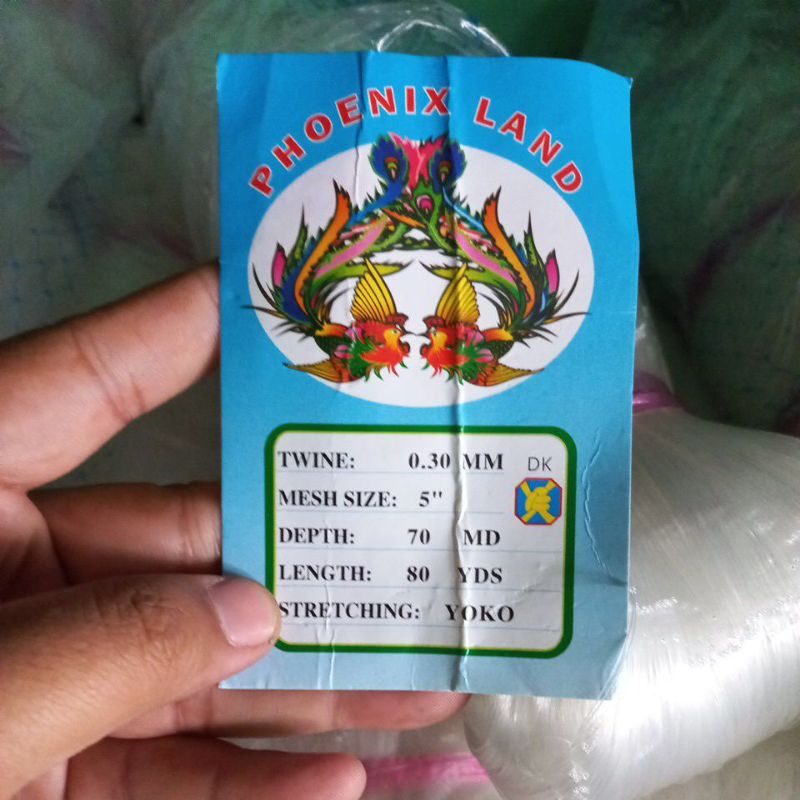 PHOENIX LAND
TWINE: 0.30 MM DK
MESH SIZE: 5"
DEPTH: 70 MD
LENGTH: 80 YDS
STRETCHING: YOKO